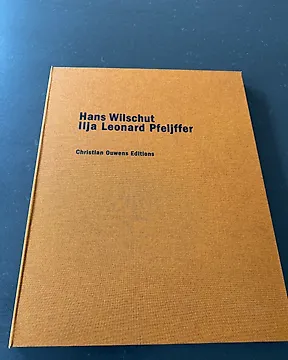 Hans Wilschut
Ilja Leonard Pfeijffer
Christian Ouwens Editions